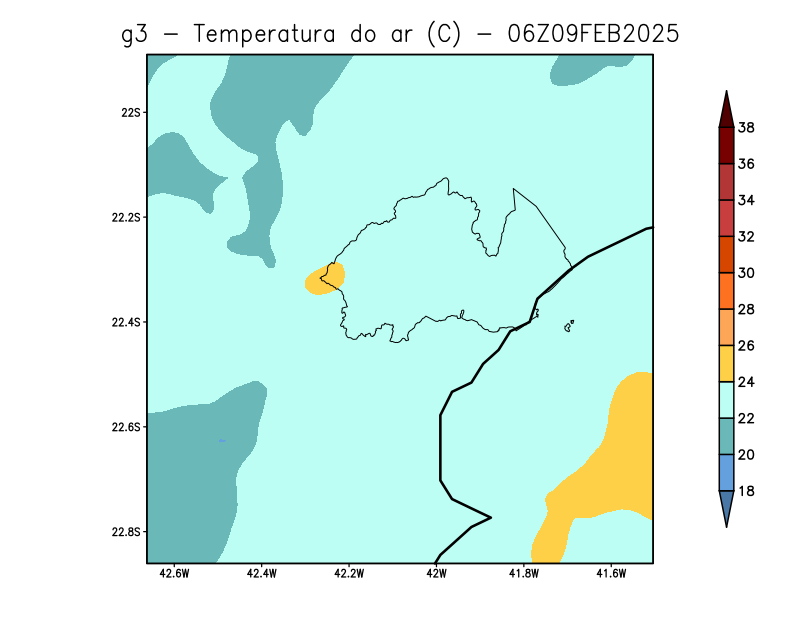 g3 - Temperatura do ar (C) - 06Z09FEB2025
22S
22.2S
22.4S
22.6S
22.8S
42.6W
42.4W
42.2W
42W
41.8W
41.6W
38
36
34
32
30
28
26
24
22
20
18